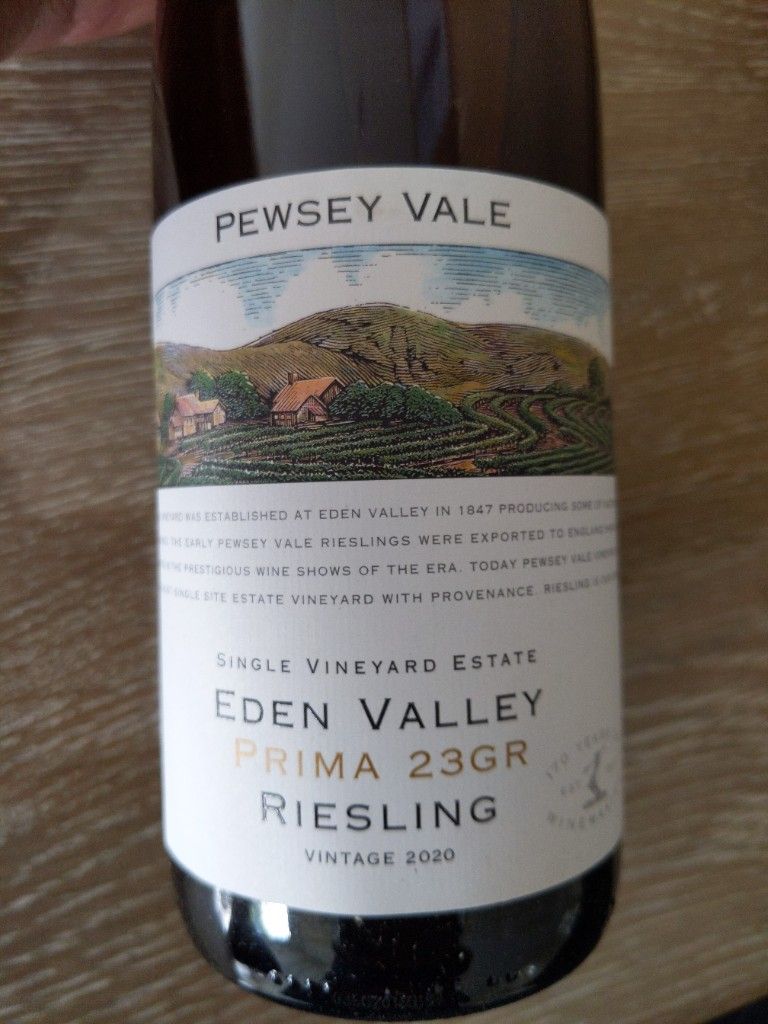 PEWSEY VALE
VINEYARD WAS ESTABLISHED AT EDEN VALLEY IN 1847 PRODUCING SOME OF
THE EARLY PEWSEY VALE RIESLINGS WERE EXPORTED TO ENGLAND
THE PRESTIGIOUS WINE SHOWS OF THE ERA. TODAY PEWSEY VALE
SINGLE SITE ESTATE VINEYARD WITH PROVENANCE. RIESLING IS
SINGLE VINEYARD ESTATE
EDEN VALLEY
PRIMA 23GR
RIESLING
VINTAGE 2020
170 YEARS